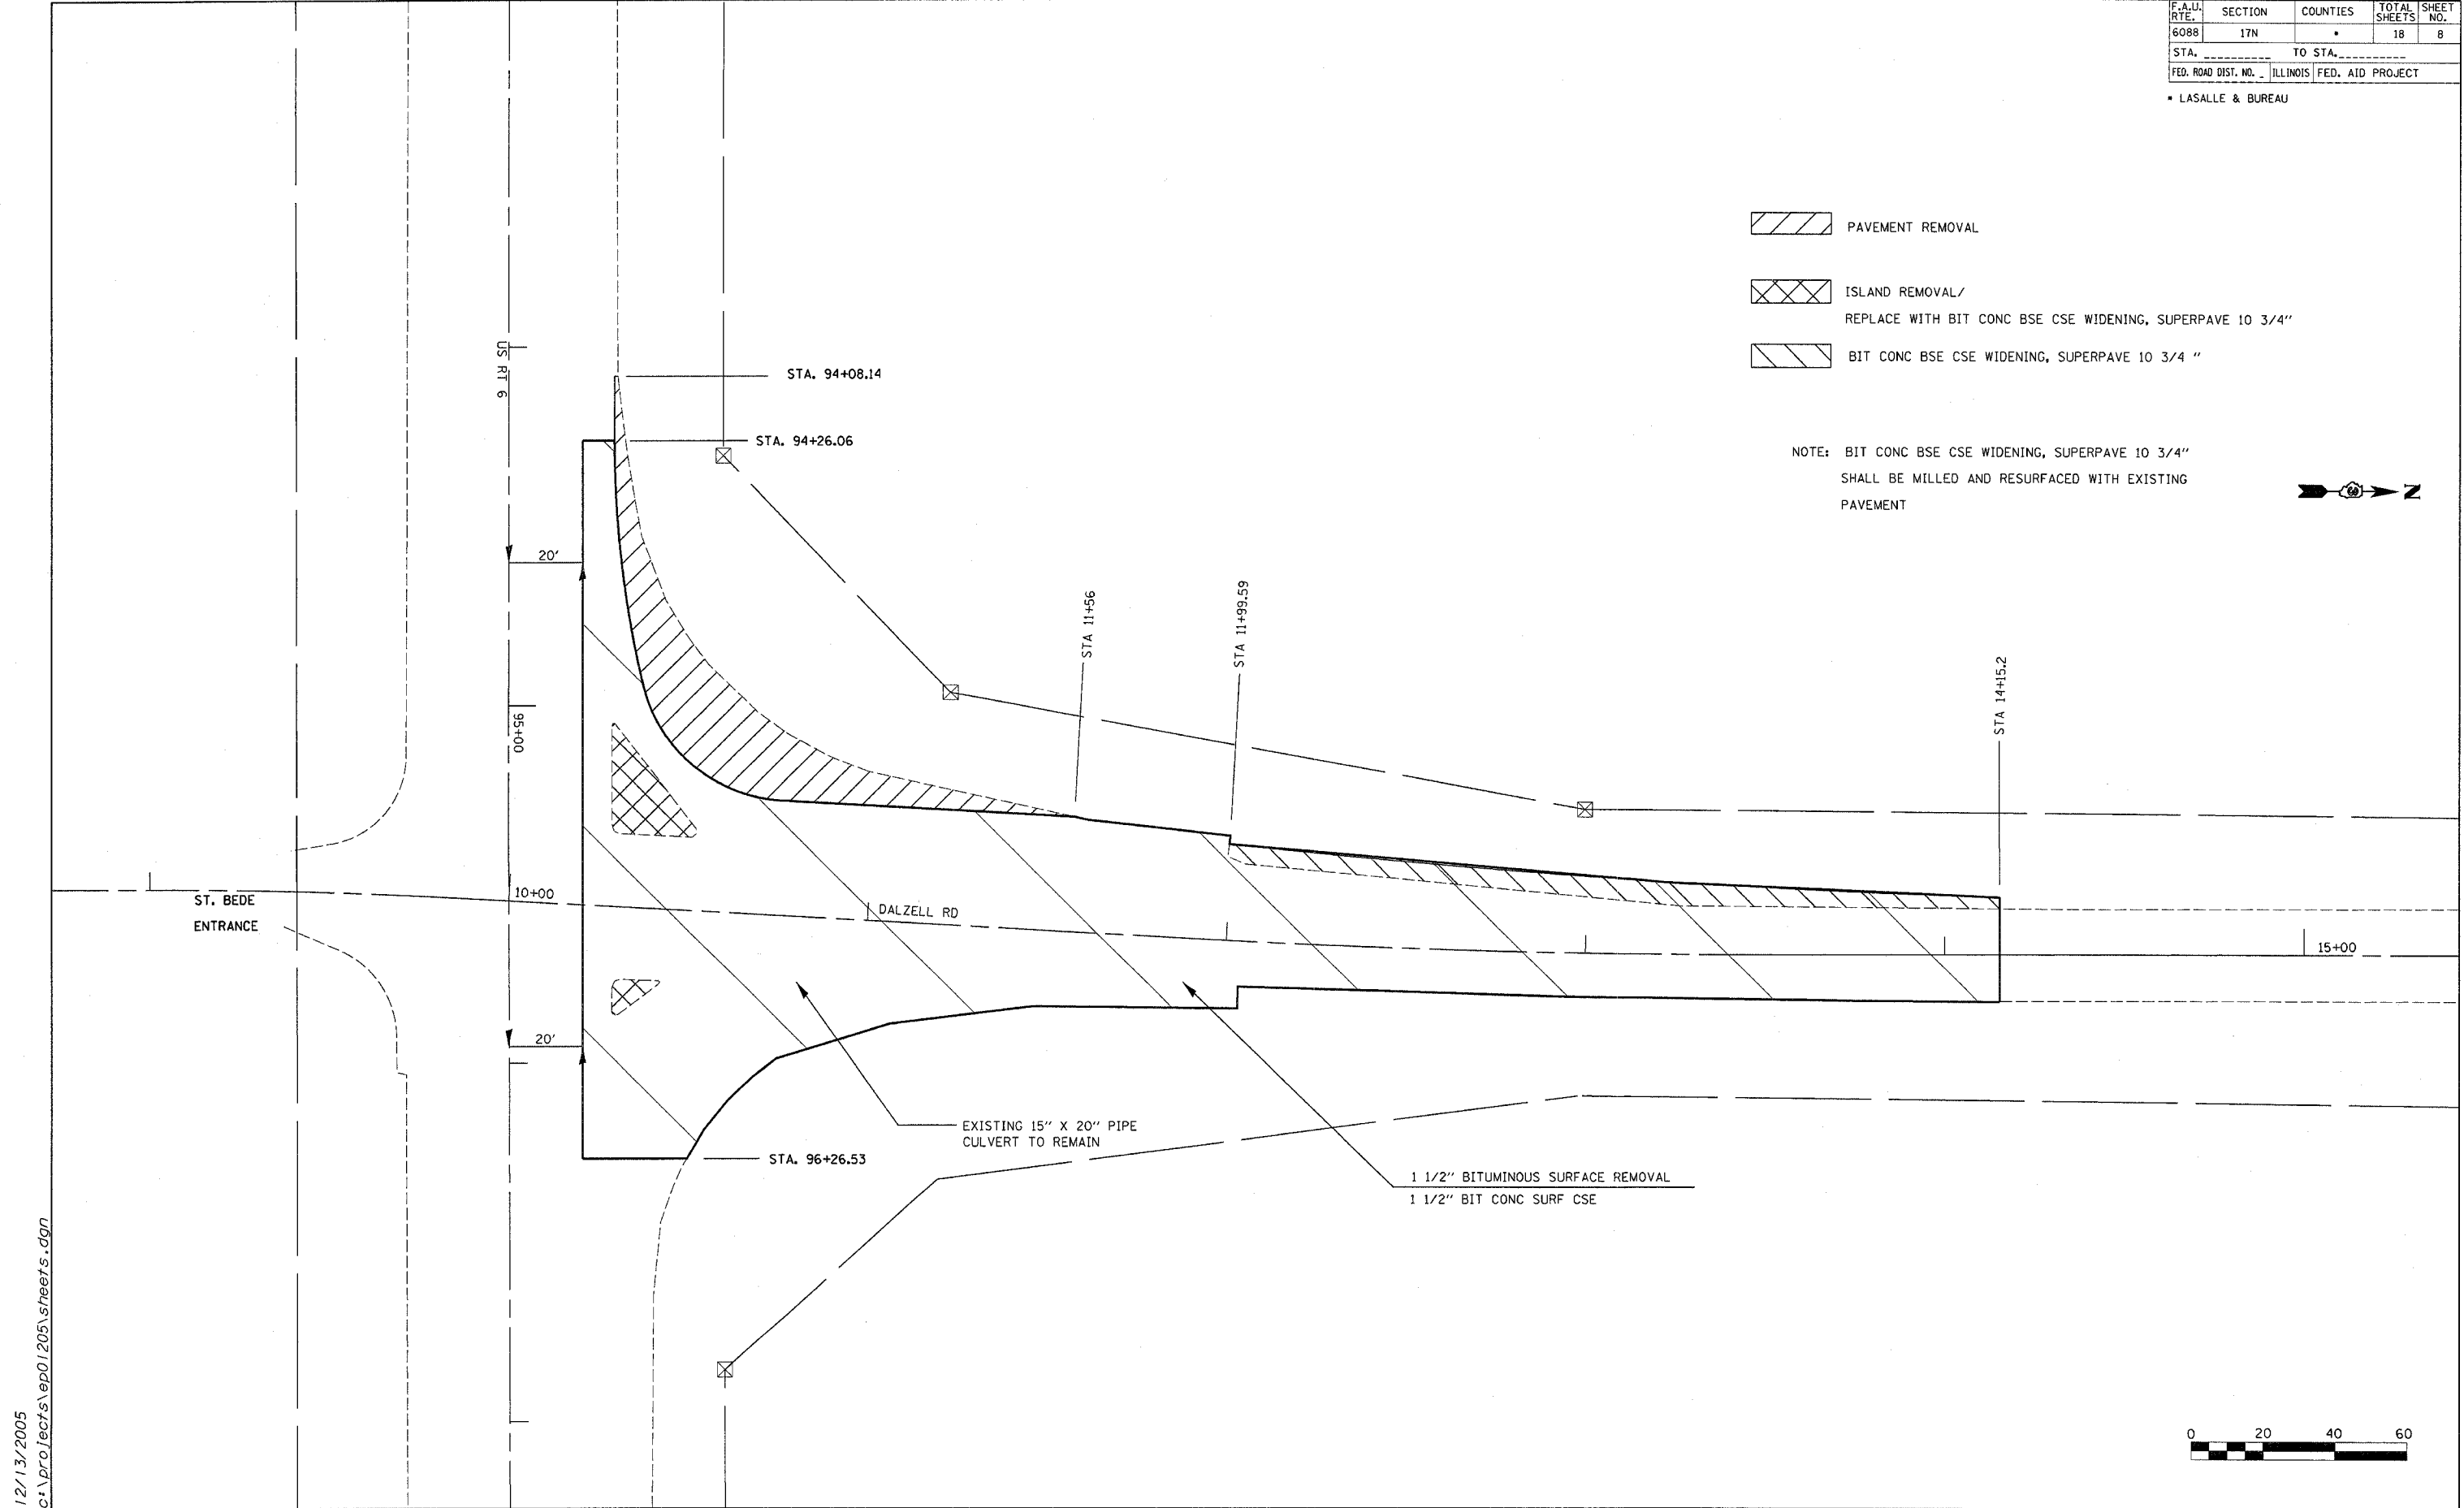 F.A.U. RTE. SECTION COUNTIES TOTAL SHEETS SHEET NO.
6088 17N * 18 8
STA. __________ TO STA. __________
FED. ROAD DIST. NO. _ ILLINOIS FED. AID PROJECT
* LASALLE & BUREAU
PAVEMENT REMOVAL
ISLAND REMOVAL/
REPLACE WITH BIT CONC BSE CSE WIDENING, SUPERPAVE 10 3/4"
BIT CONC BSE CSE WIDENING, SUPERPAVE 10 3/4 "
NOTE: BIT CONC BSE CSE WIDENING, SUPERPAVE 10 3/4"
SHALL BE MILLED AND RESURFACED WITH EXISTING
PAVEMENT
N
US RT 6
STA. 94+08.14
STA. 94+26.06
20'
STA 11+56
STA 11+99.59
STA 14+15.2
95+00
10+00
ST. BEDE
ENTRANCE
DALZELL RD
15+00
20'
EXISTING 15" X 20" PIPE
CULVERT TO REMAIN
STA. 96+26.53
1 1/2" BITUMINOUS SURFACE REMOVAL
1 1/2" BIT CONC SURF CSE
0 20 40 60
12/13/2005
c:\projects\ep01205\sheets.dgn